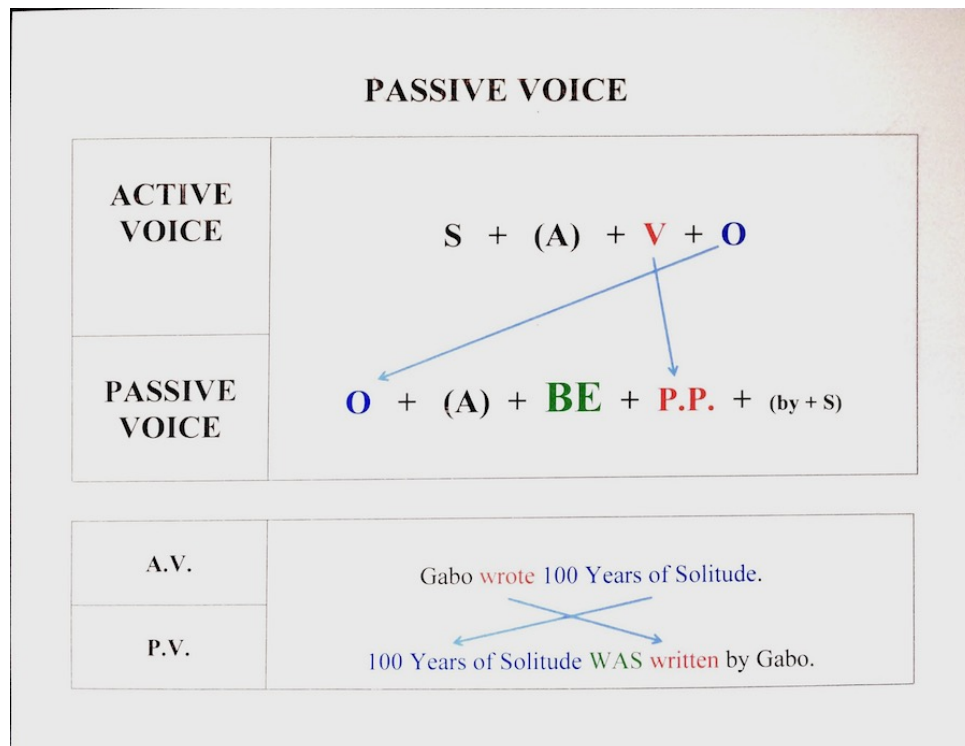 PASSIVE VOICE
ACTIVE
VOICE
S + (A) + V + O
PASSIVE
VOICE
O + (A) + BE + P.P. + (by + S)
A.V.
Gabo wrote 100 Years of Solitude.
P.V.
100 Years of Solitude WAS written by Gabo.